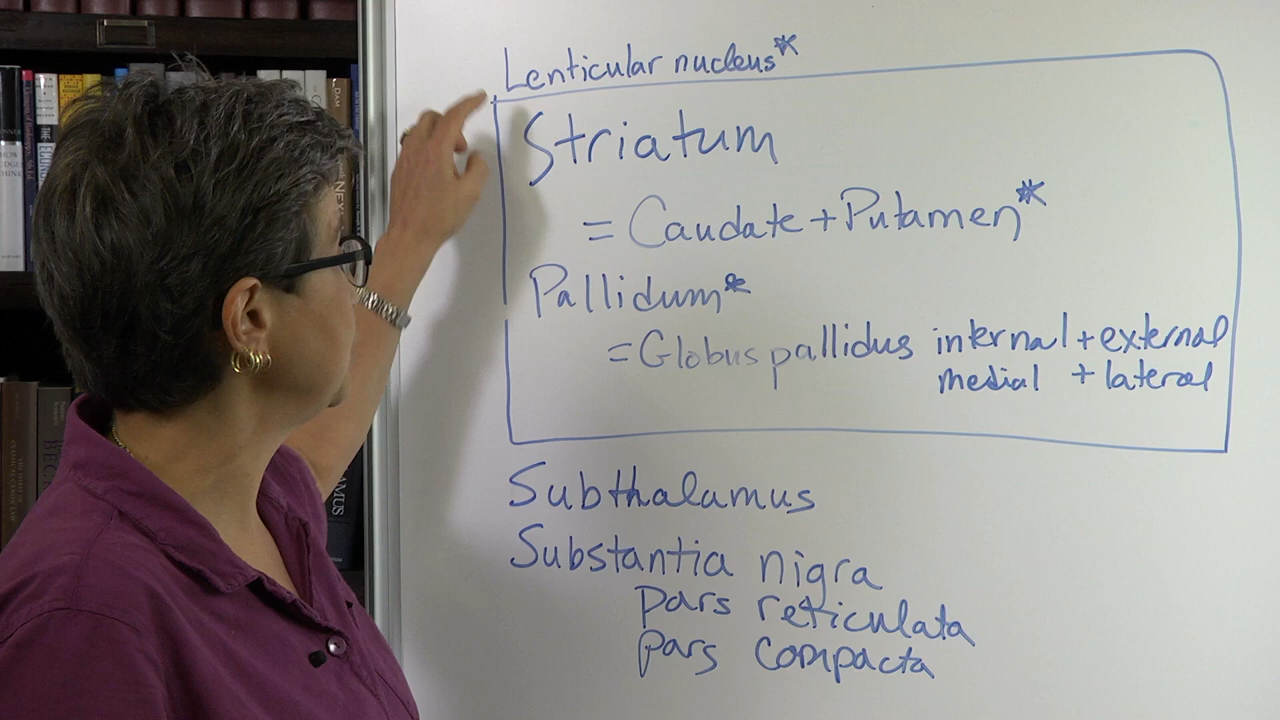 Lenticular nucleus*
Striatum
= Caudate + Putamen*
Pallidum*
= Globus pallidus internal + external
medial + lateral
Subthalamus
Substantia nigra
pars reticulata
pars compacta